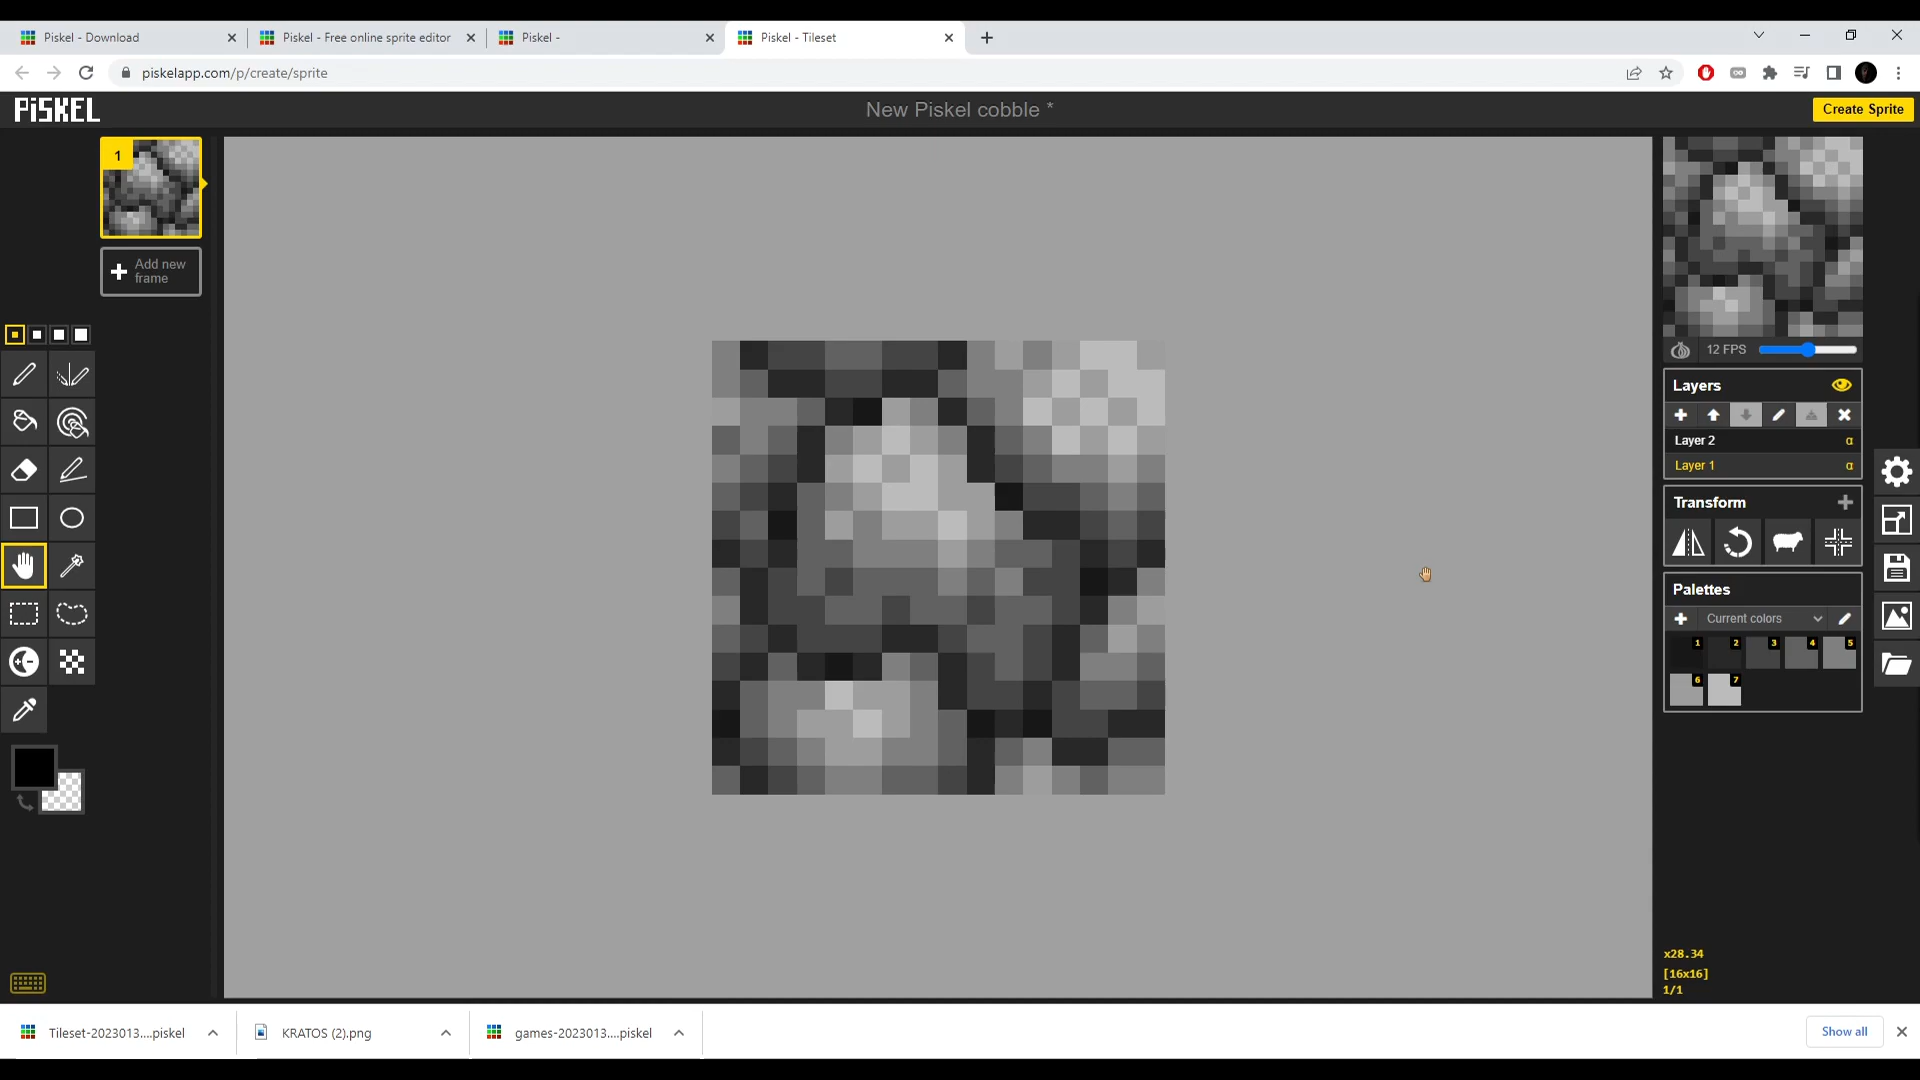 Piskel - Download
Piskel - Free online sprite editor
Piskel -
Piskel - Tileset
piskelapp.com/p/create/sprite
PiSKEL
New Piskel cobble *
Create Sprite
1
Add new
frame
12 FPS
Layers
Layer 2 α
Layer 1 α
Transform
Palettes
Current colors
1 2 3 4 5
6 7
x28.34
[16x16]
1/1
Tileset-2023013....piskel
KRATOS (2).png
games-2023013....piskel
Show all